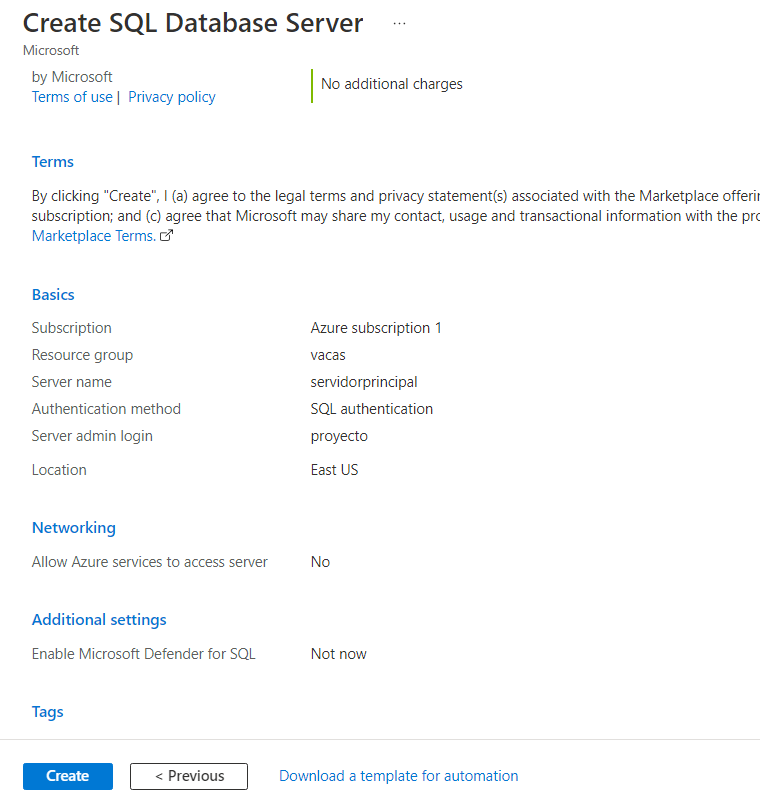 Create SQL Database Server ...
Microsoft
by Microsoft
Terms of use | Privacy policy
No additional charges
Terms
By clicking "Create", I (a) agree to the legal terms and privacy statement(s) associated with the Marketplace
subscription; and (c) agree that Microsoft may share my contact, usage and transactional information with the
Marketplace Terms.
Basics
Subscription Azure subscription 1
Resource group vacas
Server name servidorprincipal
Authentication method SQL authentication
Server admin login proyecto
Location East US
Networking
Allow Azure services to access server No
Additional settings
Enable Microsoft Defender for SQL Not now
Tags
Create < Previous Download a template for automation